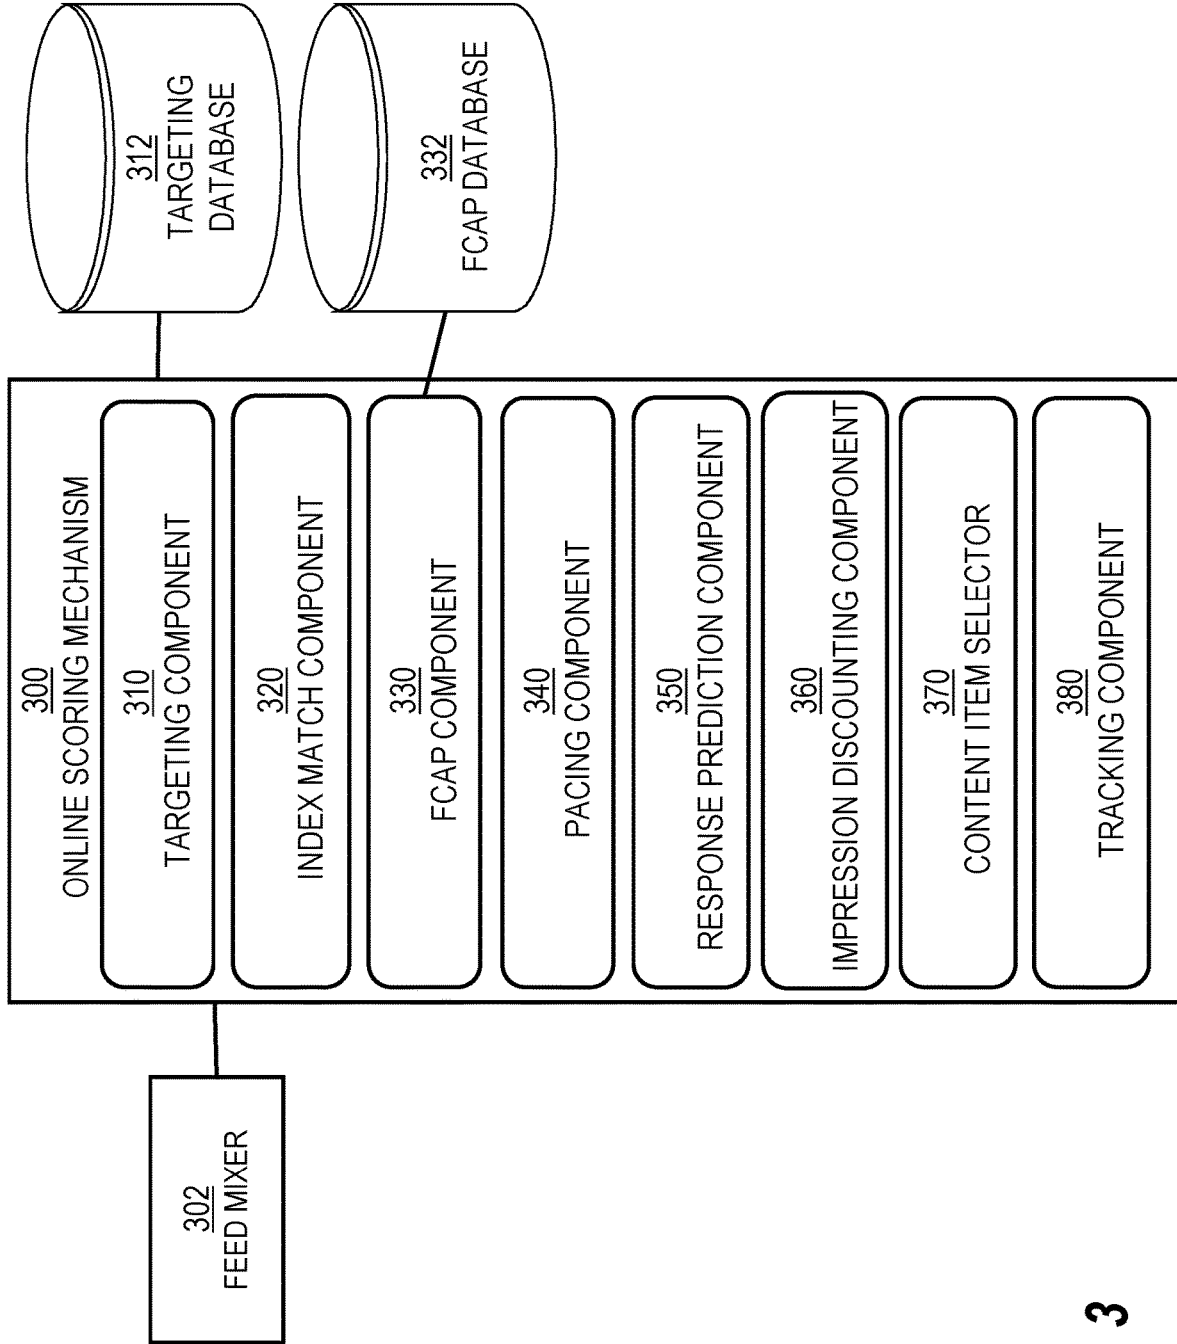 302
FEED MIXER
300
ONLINE SCORING MECHANISM
310
TARGETING COMPONENT
320
INDEX MATCH COMPONENT
330
FCAP COMPONENT
340
PACING COMPONENT
350
RESPONSE PREDICTION COMPONENT
360
IMPRESSION DISCOUNTING COMPONENT
370
CONTENT ITEM SELECTOR
380
TRACKING COMPONENT
312
TARGETING
DATABASE
332
FCAP DATABASE
3